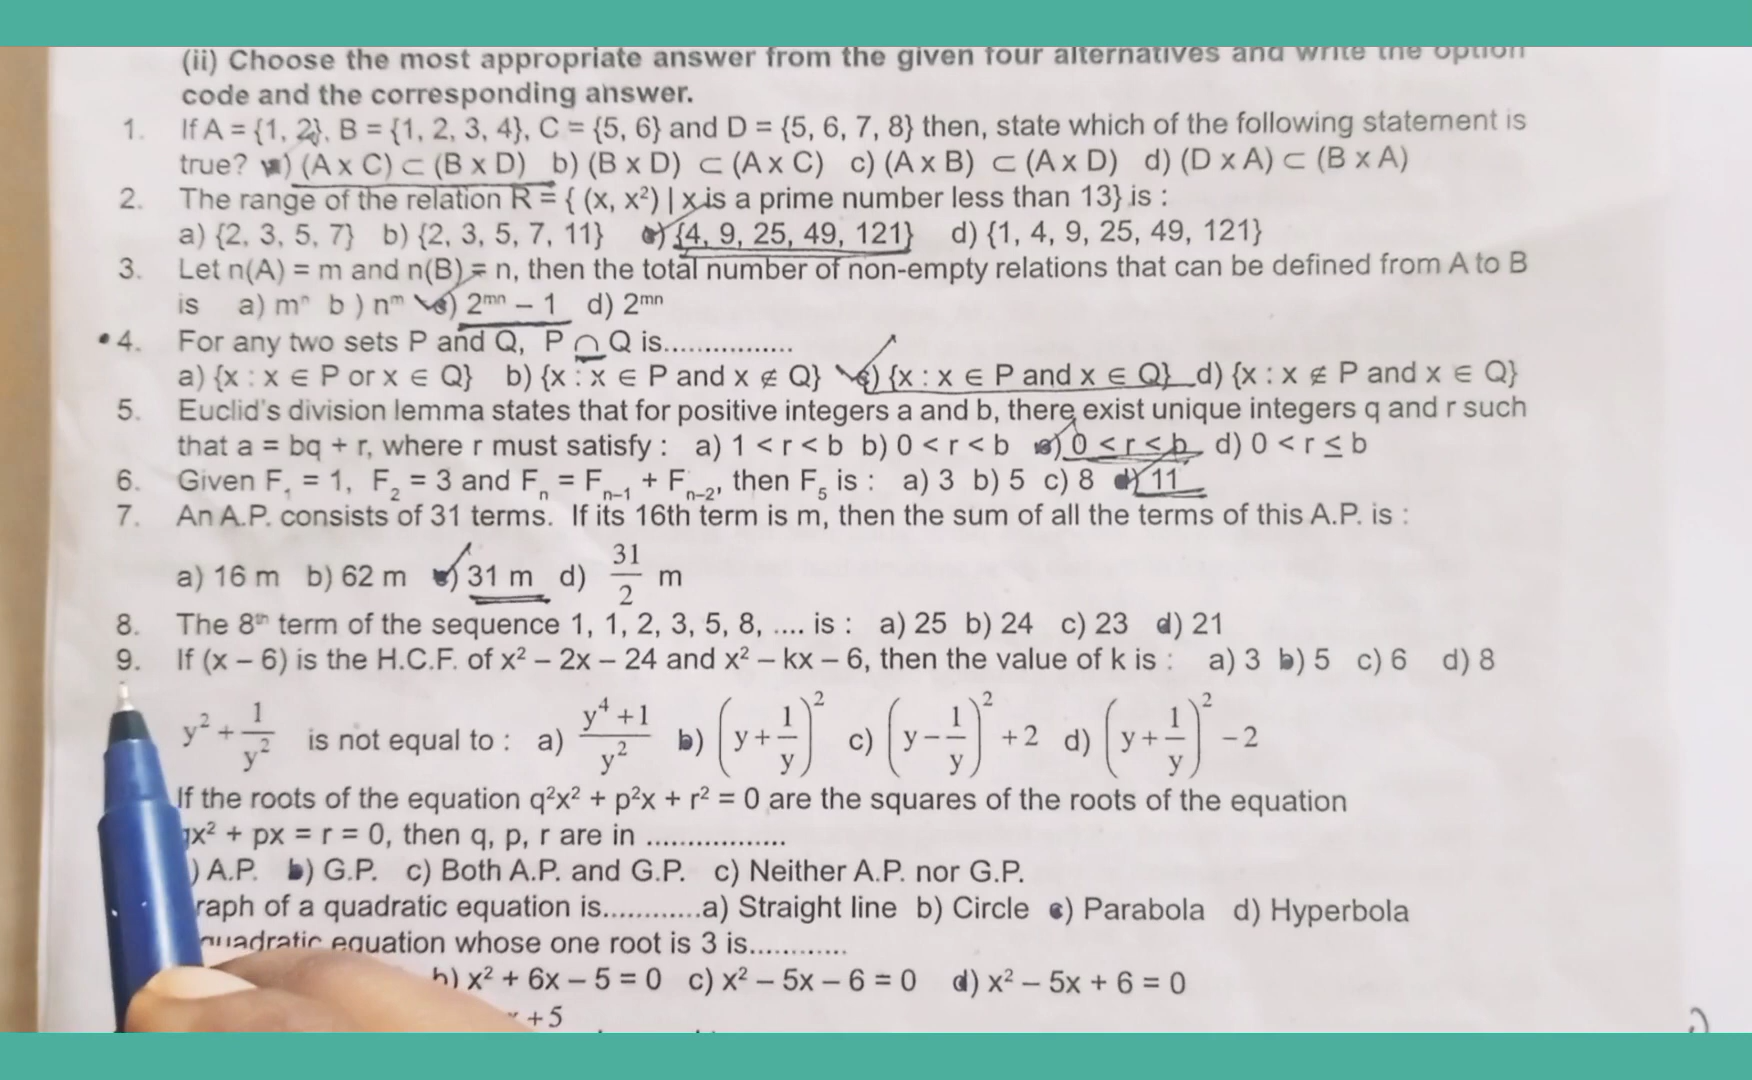 (ii) Choose the most appropriate answer from the given four alternatives and write the option
code and the corresponding answer.
1. If A = {1, 2}, B = {1, 2, 3, 4}, C = {5, 6} and D = {5, 6, 7, 8} then, state which of the following statement is
true? a) (A x C) ⊂ (B x D) b) (B x D) ⊂ (A x C) c) (A x B) ⊂ (A x D) d) (D x A) ⊂ (B x A)
2. The range of the relation R = { (x, x²) | x is a prime number less than 13} is :
a) {2, 3, 5, 7} b) {2, 3, 5, 7, 11} c) {4, 9, 25, 49, 121} d) {1, 4, 9, 25, 49, 121}
3. Let n(A) = m and n(B) = n, then the total number of non-empty relations that can be defined from A to B
is a) mⁿ b ) nᵐ c) 2ᵐⁿ – 1 d) 2ᵐⁿ
4. For any two sets P and Q, P ∩ Q is................
a) {x : x ∈ P or x ∈ Q} b) {x : x ∈ P and x ∉ Q} c) {x : x ∈ P and x ∈ Q} d) {x : x ∉ P and x ∈ Q}
5. Euclid's division lemma states that for positive integers a and b, there exist unique integers q and r such
that a = bq + r, where r must satisfy : a) 1 < r < b b) 0 < r < b c) 0 < r < b d) 0 < r ≤ b
6. Given F₁ = 1, F₂ = 3 and Fₙ = Fₙ₋₁ + Fₙ₋₂, then F₅ is : a) 3 b) 5 c) 8 d) 11
7. An A.P. consists of 31 terms. If its 16th term is m, then the sum of all the terms of this A.P. is :
a) 16 m b) 62 m c) 31 m d) 31/2 m
8. The 8th term of the sequence 1, 1, 2, 3, 5, 8, .... is : a) 25 b) 24 c) 23 d) 21
9. If (x – 6) is the H.C.F. of x² – 2x – 24 and x² – kx – 6, then the value of k is : a) 3 b) 5 c) 6 d) 8
y² + 1/y² is not equal to : a) (y⁴ +1)/y² b) (y + 1/y)² c) (y – 1/y)² + 2 d) (y + 1/y)² – 2
If the roots of the equation q²x² + p²x + r² = 0 are the squares of the roots of the equation
x² + px = r = 0, then q, p, r are in .................
) A.P. b) G.P. c) Both A.P. and G.P. c) Neither A.P. nor G.P.
raph of a quadratic equation is............a) Straight line b) Circle c) Parabola d) Hyperbola
quadratic equation whose one root is 3 is............
b) x² + 6x – 5 = 0 c) x² – 5x – 6 = 0 d) x² – 5x + 6 = 0
+5